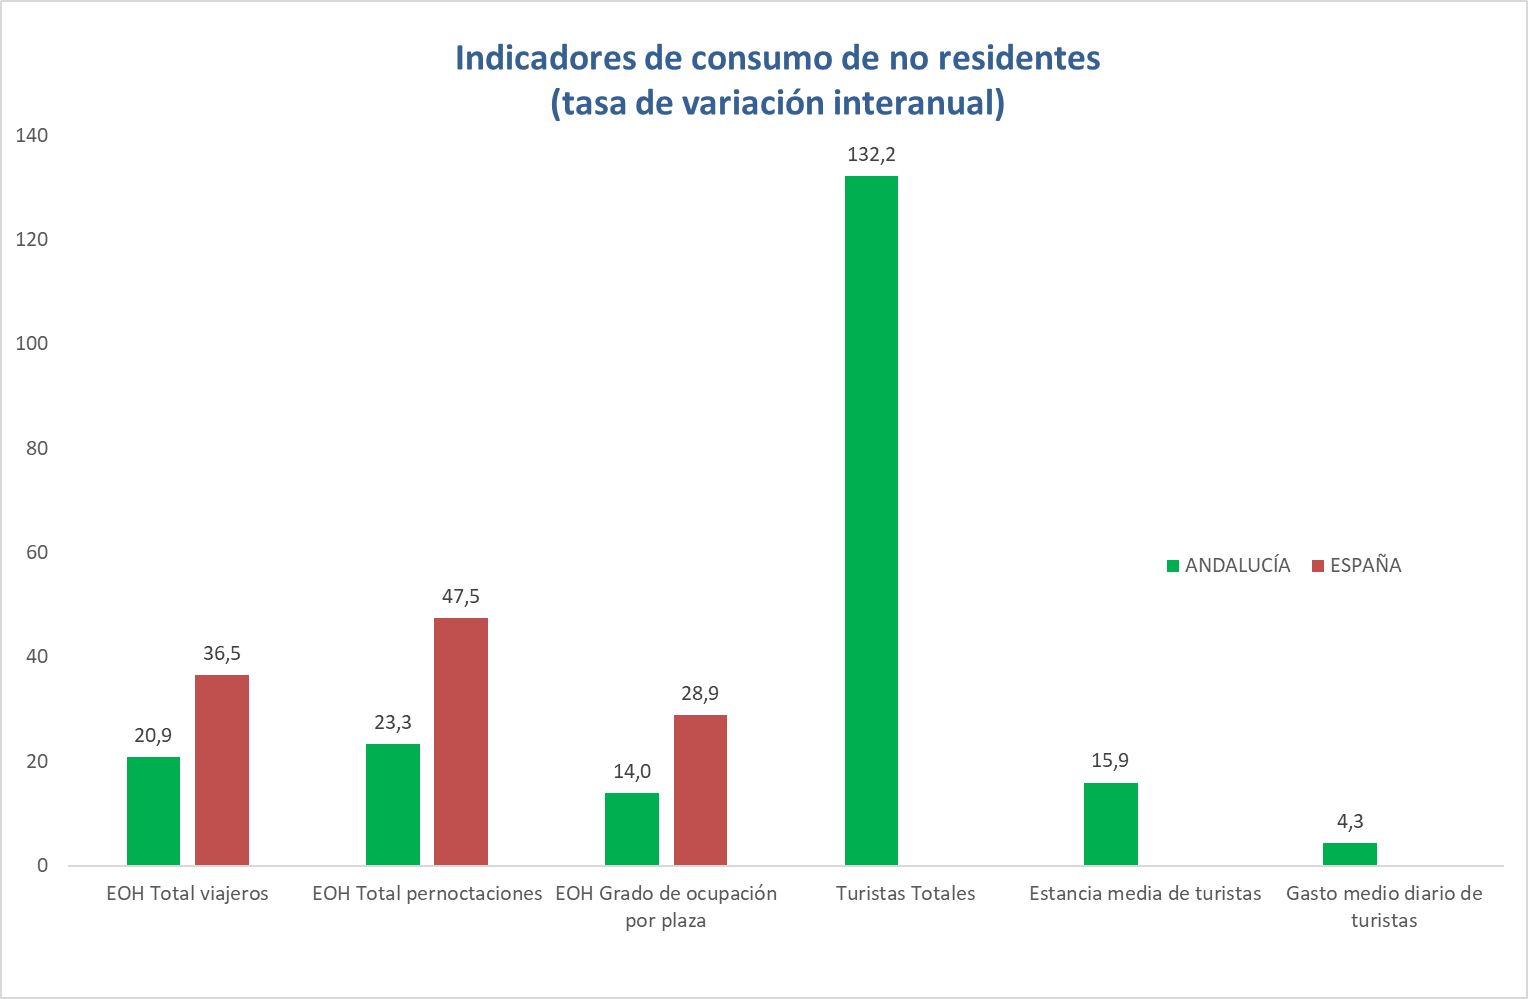 Indicadores de consumo de no residentes
(tasa de variación interanual)
140
120
100
80
60
40
20
0
20,9
36,5
23,3
47,5
14,0
28,9
132,2
15,9
4,3
ANDALUCÍA
ESPAÑA
EOH Total viajeros
EOH Total pernoctaciones
EOH Grado de ocupación
por plaza
Turistas Totales
Estancia media de turistas
Gasto medio diario de
turistas